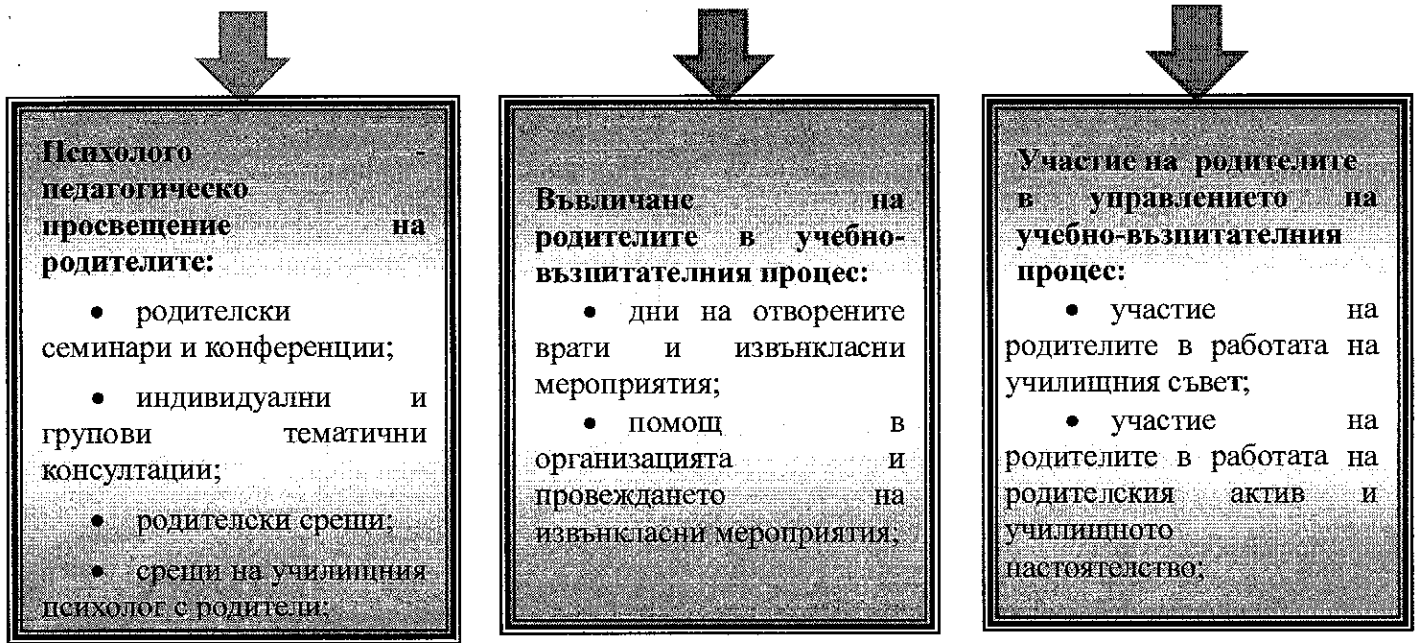 Психолого -
педагогическо
просвещение на
родителите:
• родителски
семинари и конференции;
• индивидуални и
групови тематични
консултации;
• родителски срещи;
• срещи на училищния
психолог с родители;
Въвличане на
родителите в учебно-
възпитателния процес:
• дни на отворените
врати и извънкласни
мероприятия;
• помощ в
организацията и
провеждането на
извънкласни мероприятия;
Участие на родителите
в управлението на
учебно-възпитателния
процес:
• участие на
родителите в работата на
училищния съвет;
• участие на
родителите в работата на
родителския актив и
училищното
настоятелство;